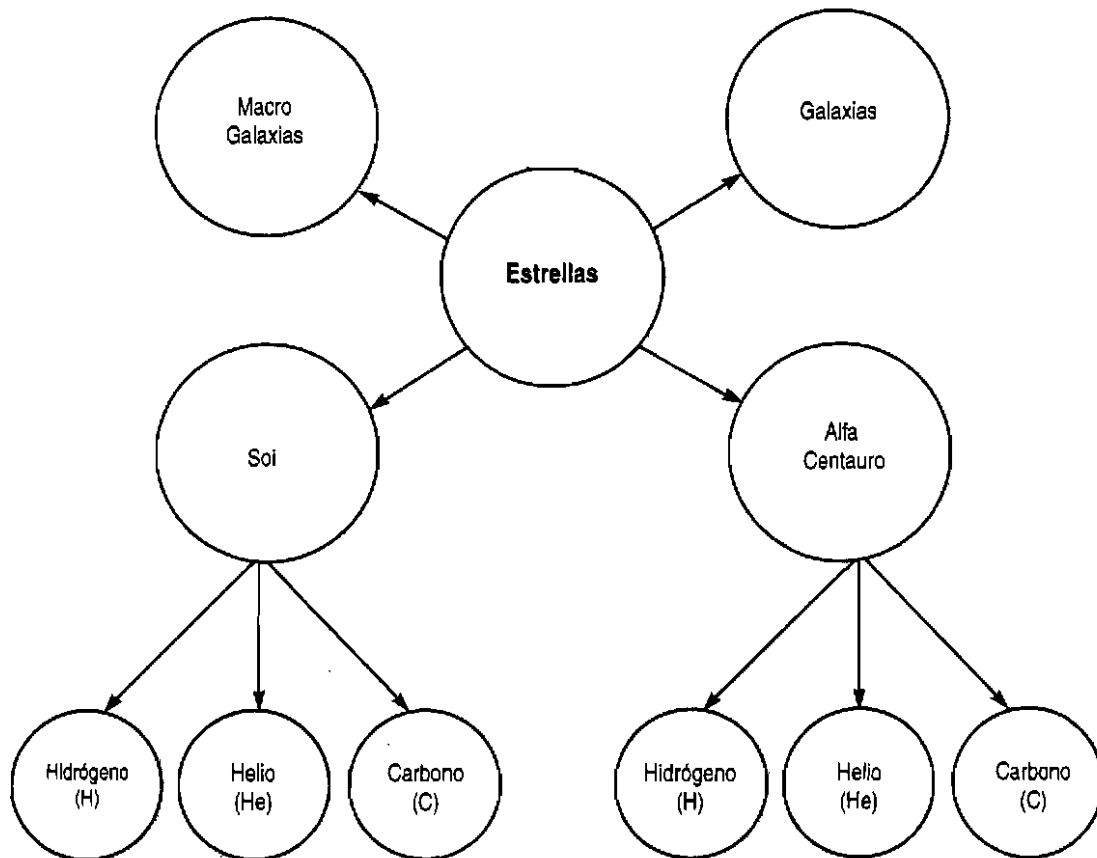 Macro
Galaxias
Galaxias
Estrellas
Soi
Alfa
Centauro
Hidrógeno
(H)
Helio
(He)
Carbono
(C)
Hidrógeno
(H)
Helio
(He)
Carbono
(C)